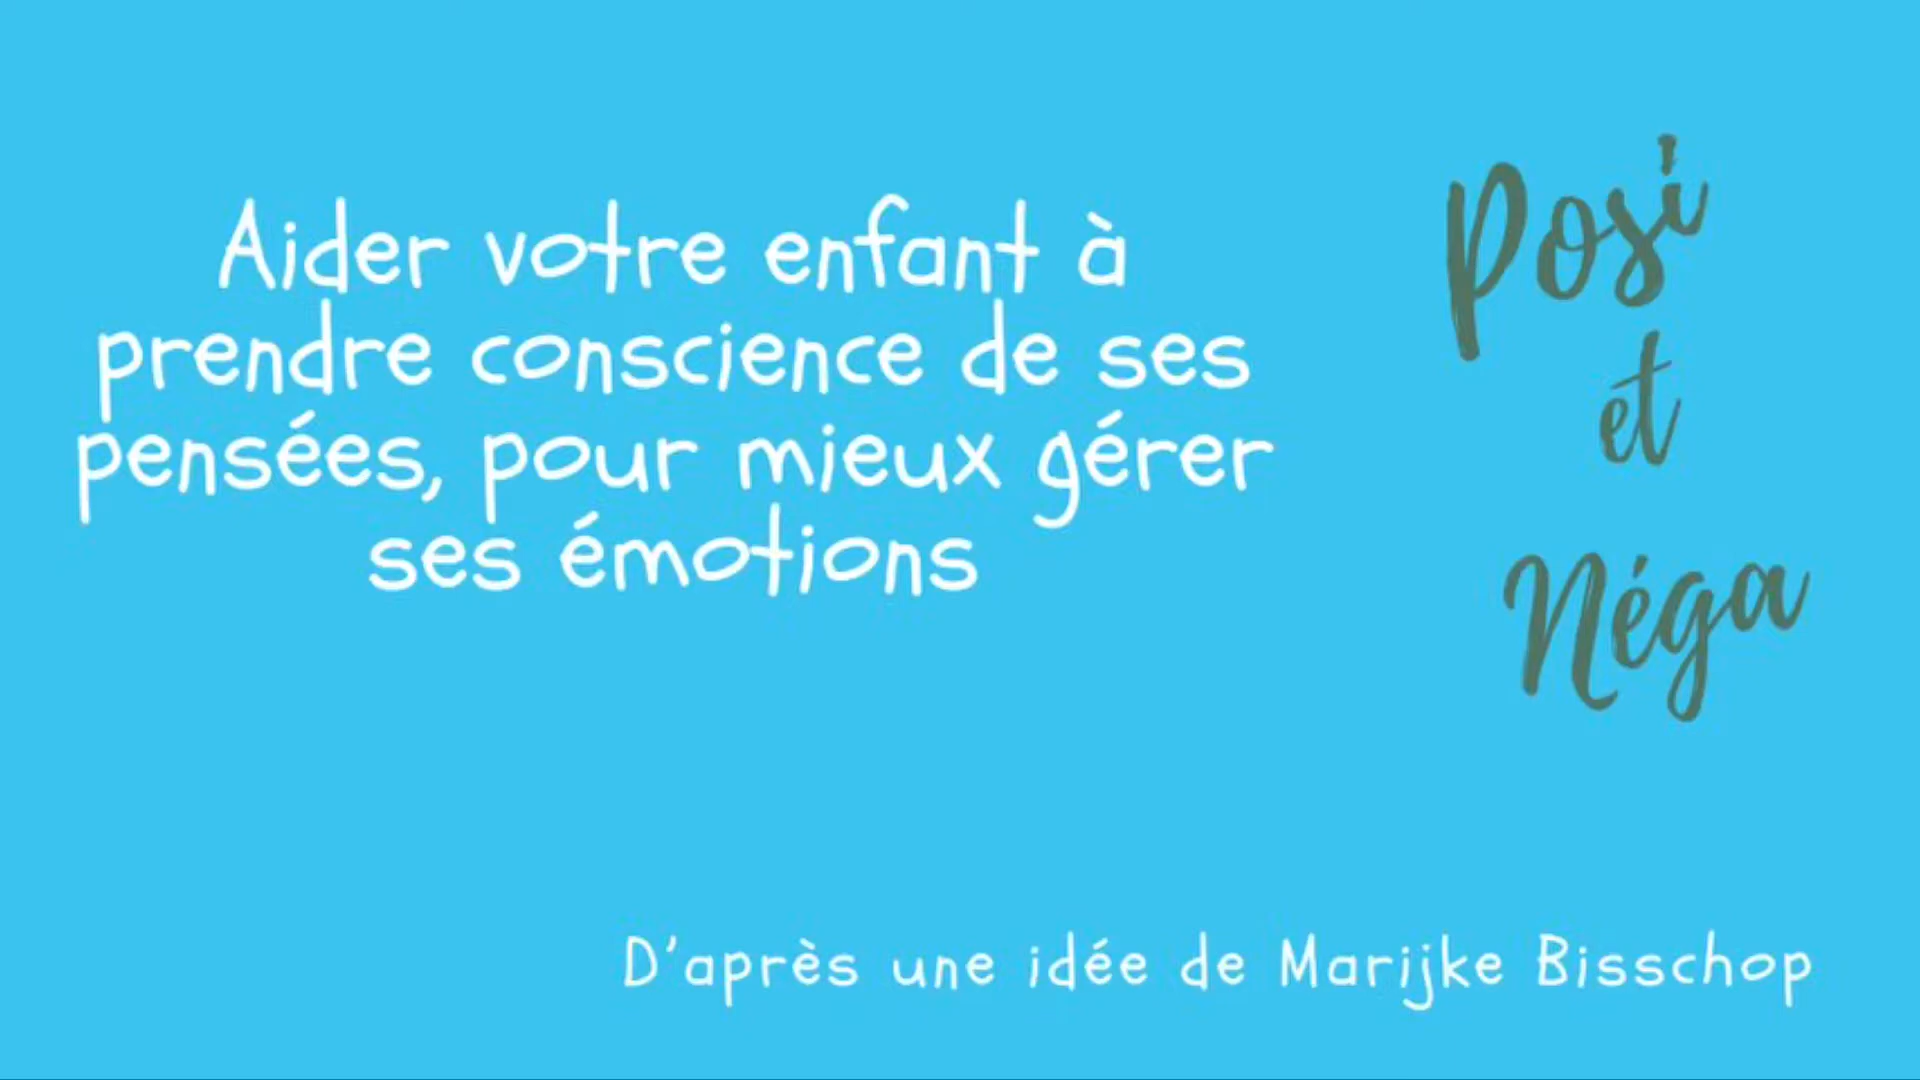 Aider votre enfant à
prendre conscience de ses
pensées, pour mieux gérer
ses émotions
Posi
et
Néga
D'après une idée de Marijke Bisschop